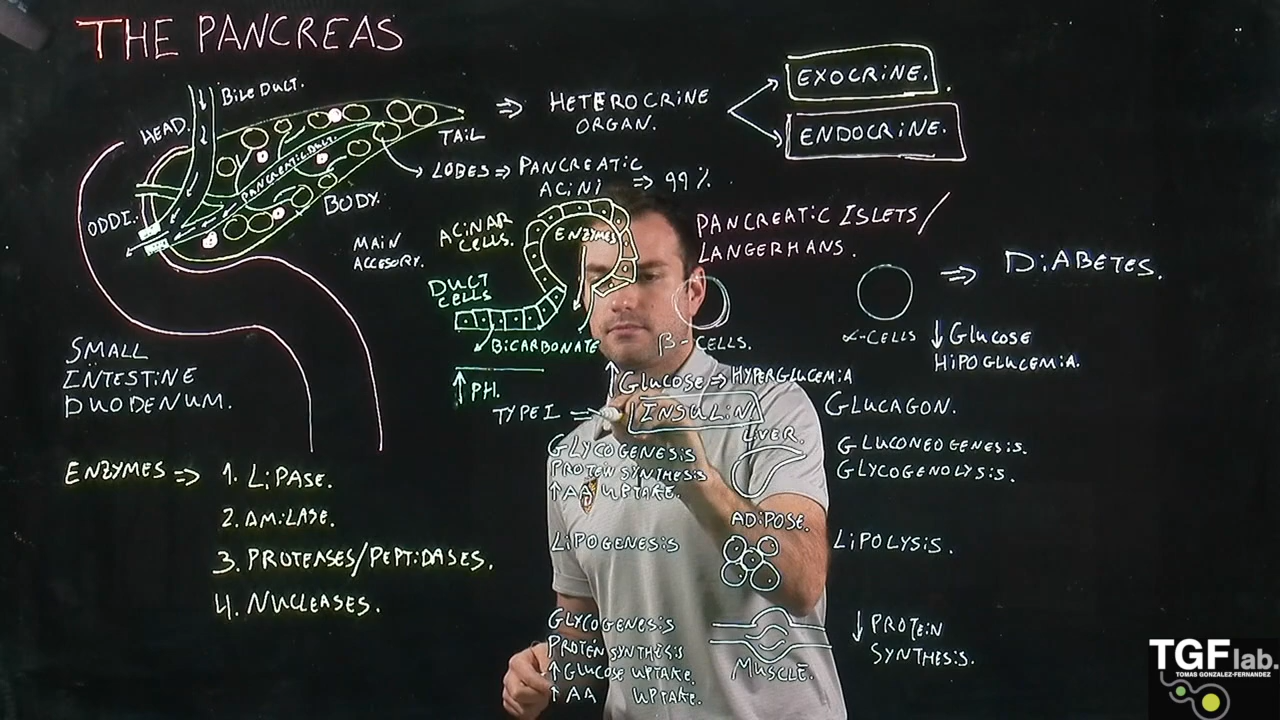 THE PANCREAS
BiLE DUCT.
HEAD.
TAIL
PANCREATIC DUCT.
ODDI.
BODY.
MAIN
ACCESORY.
SMALL
INTESTINE
DUODENUM.
⇒ HETEROCRINE
ORGAN.
EXOCRINE.
ENDOCRINE.
LOBES ⇒ PANCREATIC
ACiNi ⇒ 99 %.
ACiNAR
CELLS.
ENZYMES
DUCT
CELLS
BiCARBONATE
↑ PH.
PANCREATIC ISLETS/
LANGERHANS.
β - CELLS.
α-CELLS
⇒ DiABETES.
↑ Glucose ⇒ HYPERGLUCEMiA
↓ Glucose
HiPOGLUCEMiA.
TYPE I ⇒ INSULiN
GLUCAGON.
LiVER.
GLYCOGENESiS
PROTEiN SYNTHESiS
↑ AA UPTAKE.
GLUCONEOGENESiS.
GLYCOGENOLYSiS.
ADiPOSE.
LiPOGENESiS
LiPOLYSiS.
GLYCOGENESiS
PROTEiN SYNTHESiS
↑ GLUCOSE UPTAKE.
↑ AA UPTAKE.
MUSCLE.
↓ PROTEiN
SYNTHESiS.
ENZYMES ⇒ 1. LiPASE.
2. AMiLASE.
3. PROTEASES/PEPTiDASES.
4. NUCLEASES.
TGF lab.
TOMAS GONZALEZ-FERNANDEZ